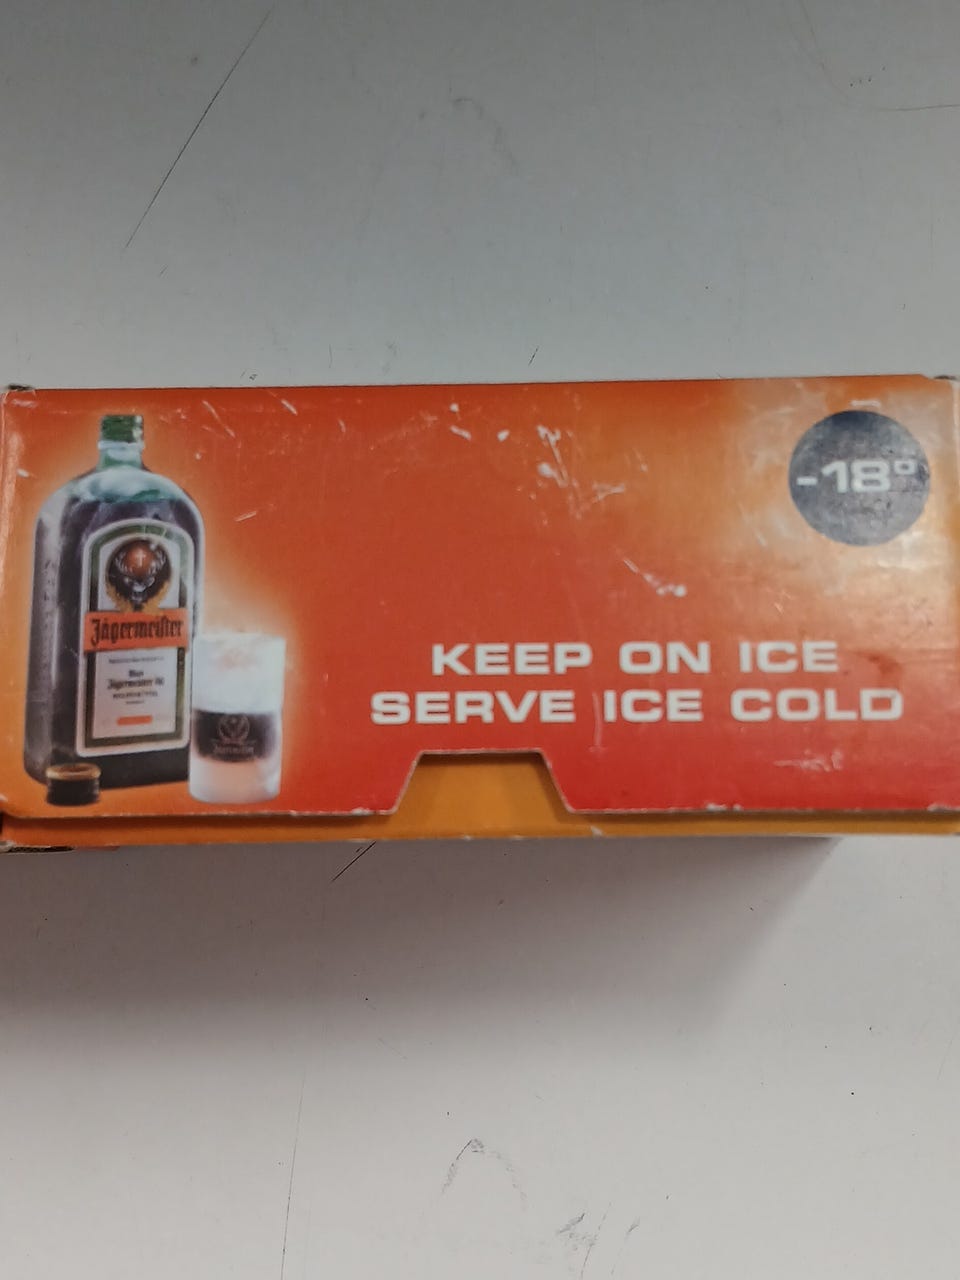 -18°
Jägermeister
KEEP ON ICE
SERVE ICE COLD